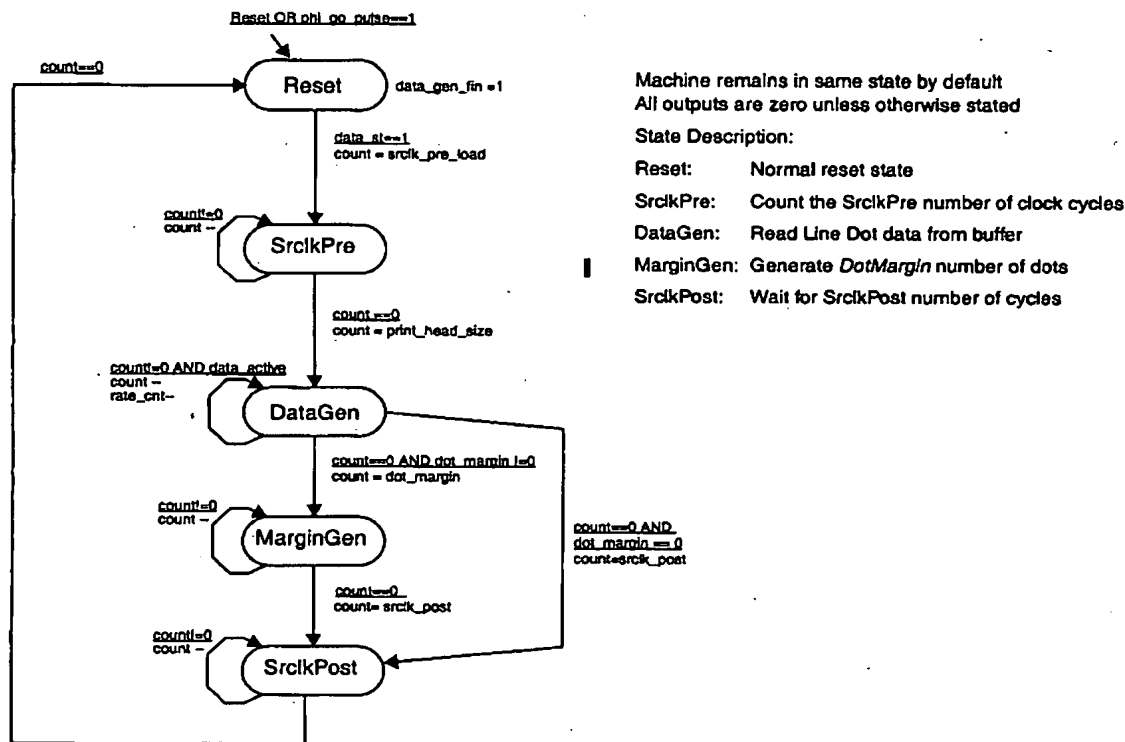 Reset OR phi_go_pulse==1
count==0
Reset
data_gen_fin =1
data_st==1
count = srclk_pre_load
count!=0
count --
SrclkPre
count ==0
count = print_head_size
count!=0 AND data_active
count --
rate_cnt--
DataGen
count==0 AND dot_margin !=0
count = dot_margin
count!=0
count --
MarginGen
count==0 AND
dot_margin == 0
count=srclk_post
count==0
count= srclk_post
count!=0
count --
SrclkPost
Machine remains in same state by default
All outputs are zero unless otherwise stated
State Description:
Reset: Normal reset state
SrclkPre: Count the SrclkPre number of clock cycles
DataGen: Read Line Dot data from buffer
MarginGen: Generate DotMargin number of dots
SrclkPost: Wait for SrclkPost number of cycles